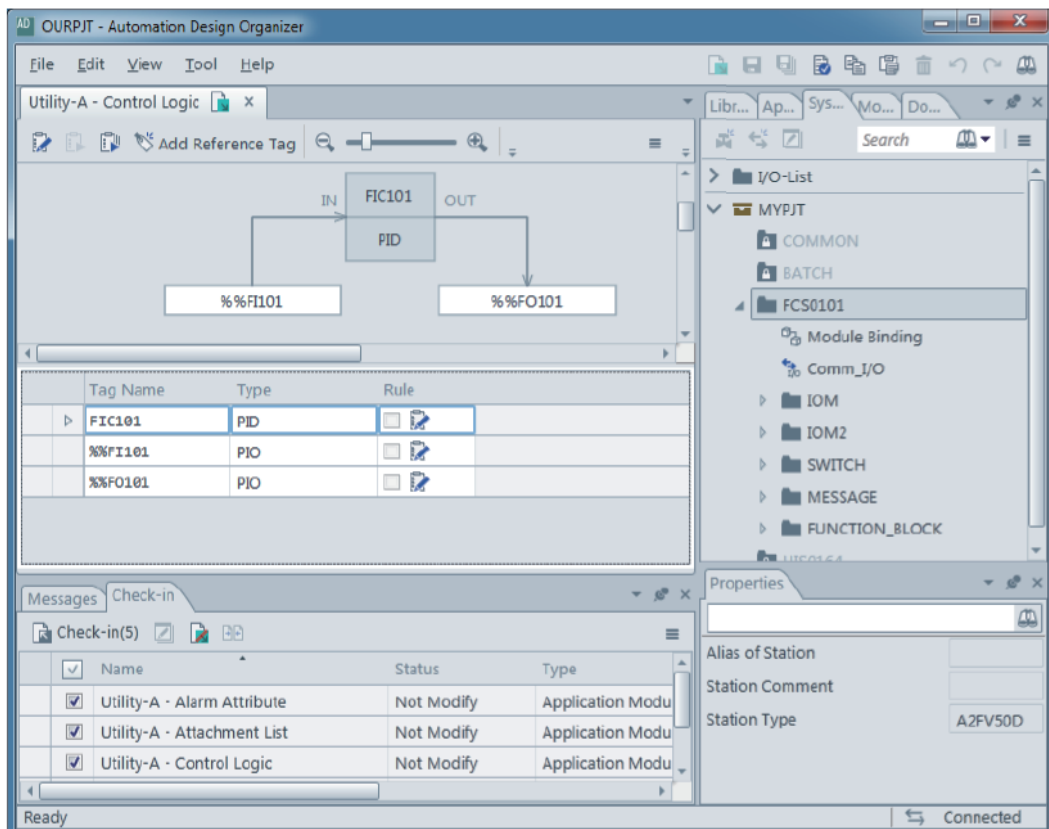 OURPJT - Automation Design Organizer
File Edit View Tool Help
Utility-A - Control Logic
Add Reference Tag
IN FIC101 OUT
PID
%%FI101 %%FO101
Tag Name Type Rule
FIC101 PID
%%FI101 PIO
%%FO101 PIO
Messages Check-in
Check-in(5)
Name Status Type
Utility-A - Alarm Attribute Not Modify Application Modu
Utility-A - Attachment List Not Modify Application Modu
Utility-A - Control Logic Not Modify Application Modu
Ready
Libr... Ap... Sys... Mo... Do...
Search
I/O-List
MYPJT
COMMON
BATCH
FCS0101
Module Binding
Comm_I/O
IOM
IOM2
SWITCH
MESSAGE
FUNCTION_BLOCK
Properties
Alias of Station
Station Comment
Station Type A2FV50D
Connected